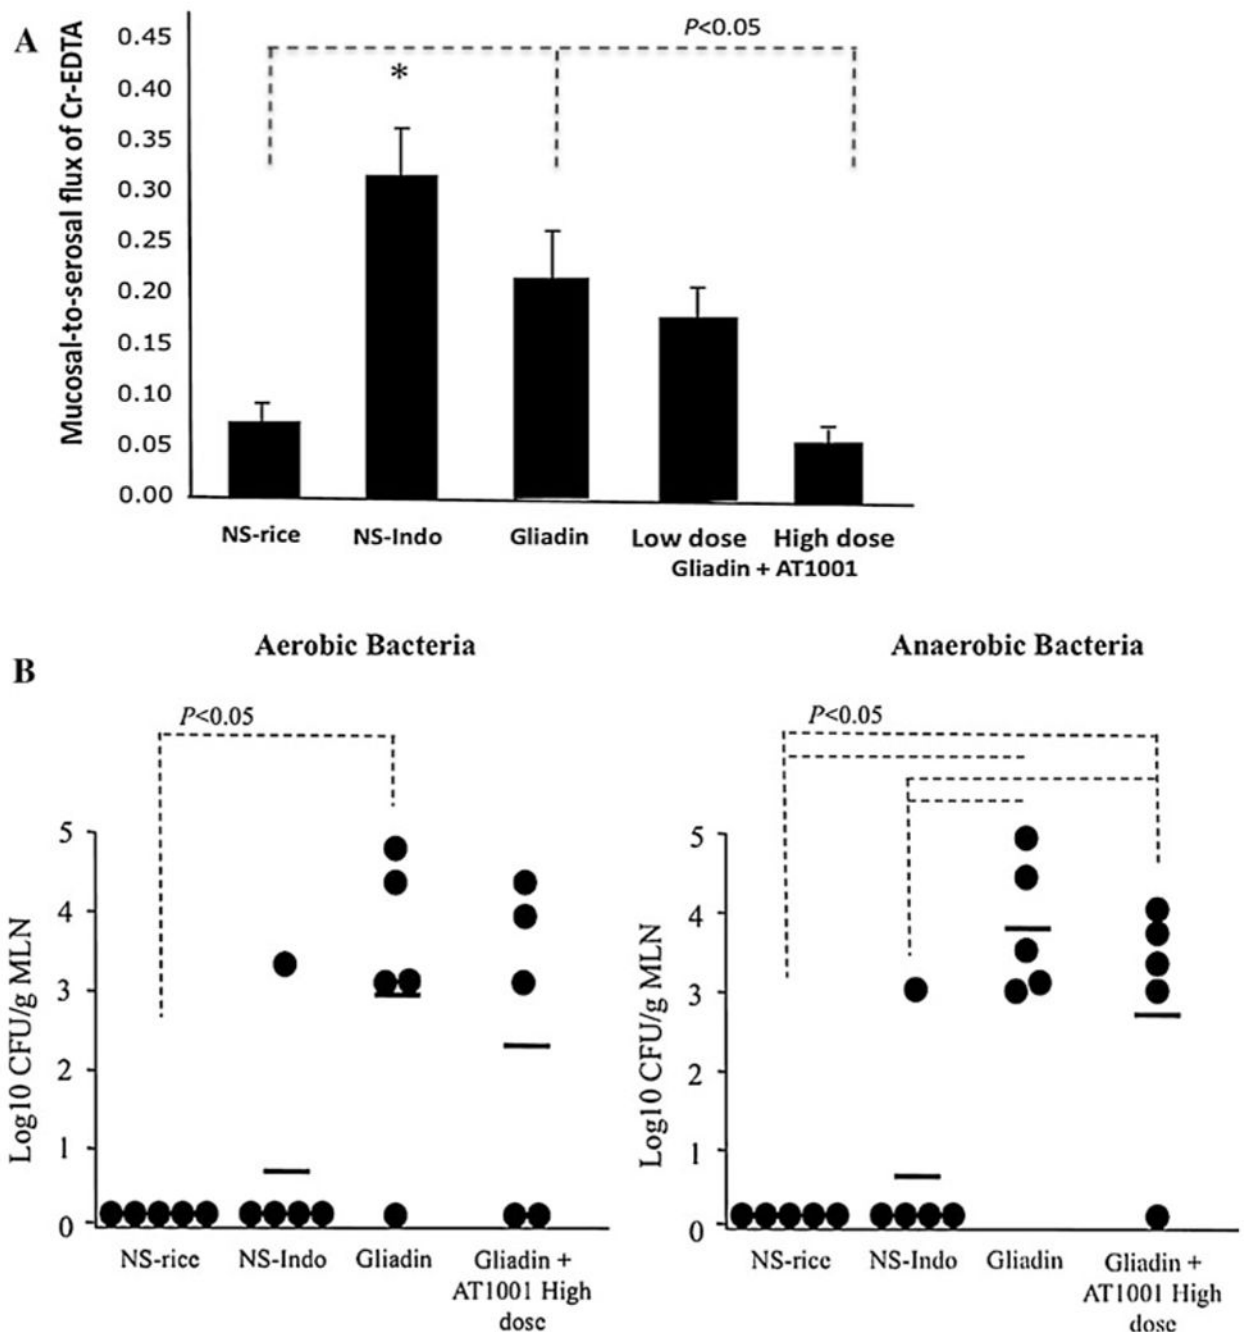 A
Mucosal-to-serosal flux of Cr-EDTA
0.45
0.40
0.35
0.30
0.25
0.20
0.15
0.10
0.05
0.00
P<0.05
*
NS-rice NS-Indo Gliadin Low dose High dose
Gliadin + AT1001
B
Aerobic Bacteria
P<0.05
Log10 CFU/g MLN
5
4
3
2
1
0
NS-rice NS-Indo Gliadin Gliadin +
AT1001 High
dose
Anaerobic Bacteria
P<0.05
Log10 CFU/g MLN
5
4
3
2
1
0
NS-rice NS-Indo Gliadin Gliadin +
AT1001 High
dose